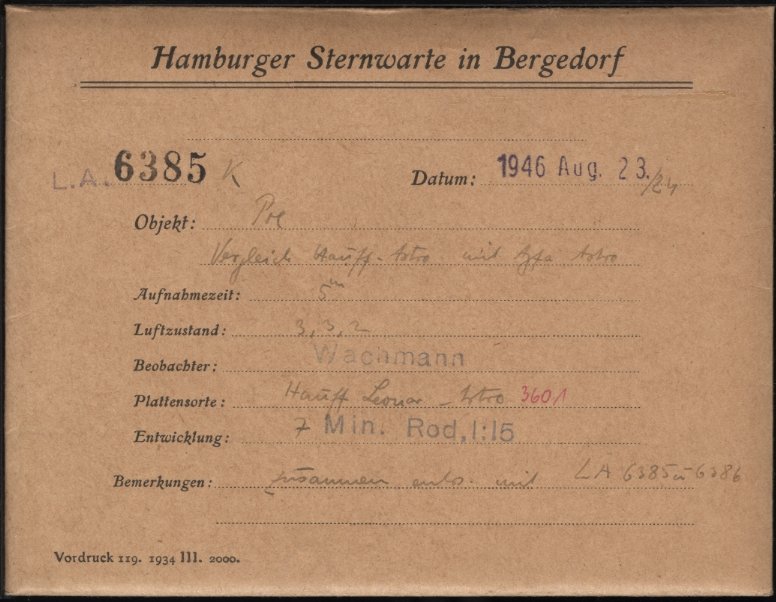 Hamburger Sternwarte in Bergedorf
L.A. 6385 K
Datum: 1946 Aug. 23./24
Objekt: Pre
Vergleich Hauff-Astro mit Agfa Astro
Aufnahmezeit: 5m
Luftzustand: 3, 3, 2
Beobachter: Wachmann
Plattensorte: Hauff Leonar - Astro 3601
Entwicklung: 7 Min. Rod. 1:15
Bemerkungen: zusammen mit LA 6385 u 6386
Vordruck 119. 1934 III. 2000.